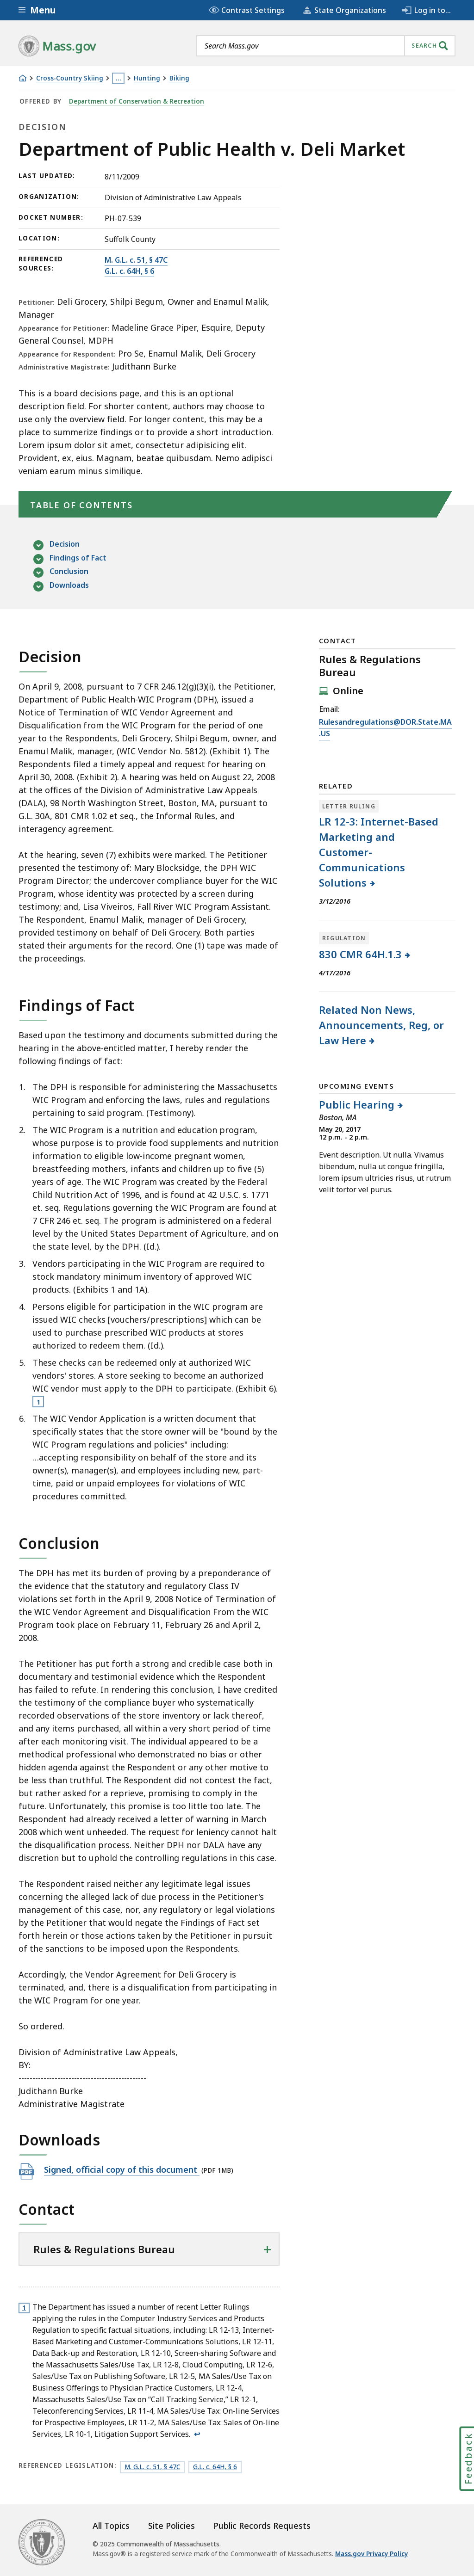 Menu
Contrast Settings
State Organizations
Log in to...
Mass.gov
Search Mass.gov
SEARCH
Cross-Country Skiing
...
Hunting
Biking
OFFERED BY Department of Conservation & Recreation
DECISION
Department of Public Health v. Deli Market
LAST UPDATED: 8/11/2009
ORGANIZATION: Division of Administrative Law Appeals
DOCKET NUMBER: PH-07-539
LOCATION: Suffolk County
REFERENCED SOURCES: M. G.L. c. 51, § 47C
G.L. c. 64H, § 6
Petitioner: Deli Grocery, Shilpi Begum, Owner and Enamul Malik,
Manager
Appearance for Petitioner: Madeline Grace Piper, Esquire, Deputy
General Counsel, MDPH
Appearance for Respondent: Pro Se, Enamul Malik, Deli Grocery
Administrative Magistrate: Judithann Burke
This is a board decisions page, and this is an optional
description field. For shorter content, authors may choose to
use only the overview field. For longer content, this may be a
place to summarize findings or to provide a short introduction.
Lorem ipsum dolor sit amet, consectetur adipisicing elit.
Provident, ex, eius. Magnam, beatae quibusdam. Nemo adipisci
veniam earum minus similique.
TABLE OF CONTENTS
Decision
Findings of Fact
Conclusion
Downloads
Decision
On April 9, 2008, pursuant to 7 CFR 246.12(g)(3)(i), the Petitioner,
Department of Public Health-WIC Program (DPH), issued a
Notice of Termination of WIC Vendor Agreement and
Disqualification from the WIC Program for the period of one
year to the Respondents, Deli Grocery, Shilpi Begum, owner, and
Enamul Malik, manager, (WIC Vendor No. 5812). (Exhibit 1). The
Respondents filed a timely appeal and request for hearing on
April 30, 2008. (Exhibit 2). A hearing was held on August 22, 2008
at the offices of the Division of Administrative Law Appeals
(DALA), 98 North Washington Street, Boston, MA, pursuant to
G.L. 30A, 801 CMR 1.02 et seq., the Informal Rules, and
interagency agreement.
At the hearing, seven (7) exhibits were marked. The Petitioner
presented the testimony of: Mary Blocksidge, the DPH WIC
Program Director; the undercover compliance buyer for the WIC
Program, whose identity was protected by a screen during
testimony; and, Lisa Viveiros, Fall River WIC Program Assistant.
The Respondent, Enamul Malik, manager of Deli Grocery,
provided testimony on behalf of Deli Grocery. Both parties
stated their arguments for the record. One (1) tape was made of
the proceedings.
Findings of Fact
Based upon the testimony and documents submitted during the
hearing in the above-entitled matter, I hereby render the
following findings of fact:
1. The DPH is responsible for administering the Massachusetts
WIC Program and enforcing the laws, rules and regulations
pertaining to said program. (Testimony).
2. The WIC Program is a nutrition and education program,
whose purpose is to provide food supplements and nutrition
information to eligible low-income pregnant women,
breastfeeding mothers, infants and children up to five (5)
years of age. The WIC Program was created by the Federal
Child Nutrition Act of 1996, and is found at 42 U.S.C. s. 1771
et. seq. Regulations governing the WIC Program are found at
7 CFR 246 et. seq. The program is administered on a federal
level by the United States Department of Agriculture, and on
the state level, by the DPH. (Id.).
3. Vendors participating in the WIC Program are required to
stock mandatory minimum inventory of approved WIC
products. (Exhibits 1 and 1A).
4. Persons eligible for participation in the WIC program are
issued WIC checks [vouchers/prescriptions] which can be
used to purchase prescribed WIC products at stores
authorized to redeem them. (Id.).
5. These checks can be redeemed only at authorized WIC
vendors' stores. A store seeking to become an authorized
WIC vendor must apply to the DPH to participate. (Exhibit 6).
1
6. The WIC Vendor Application is a written document that
specifically states that the store owner will be "bound by the
WIC Program regulations and policies" including:
...accepting responsibility on behalf of the store and its
owner(s), manager(s), and employees including new, part-
time, paid or unpaid employees for violations of WIC
procedures committed.
Conclusion
The DPH has met its burden of proving by a preponderance of
the evidence that the statutory and regulatory Class IV
violations set forth in the April 9, 2008 Notice of Termination of
the WIC Vendor Agreement and Disqualification From the WIC
Program took place on February 11, February 26 and April 2,
2008.
The Petitioner has put forth a strong and credible case both in
documentary and testimonial evidence which the Respondent
has failed to refute. In rendering this conclusion, I have credited
the testimony of the compliance buyer who systematically
recorded observations of the store inventory or lack thereof,
and any items purchased, all within a very short period of time
after each monitoring visit. The individual appeared to be a
methodical professional who demonstrated no bias or other
hidden agenda against the Respondent or any other motive to
be less than truthful. The Respondent did not contest the fact,
but rather asked for a reprieve, promising to comply in the
future. Unfortunately, this promise is too little too late. The
Respondent had already received a letter of warning in March
2008 which went unheeded. The request for leniency cannot halt
the disqualification process. Neither DPH nor DALA have any
discretion but to uphold the controlling regulations in this case.
The Respondent raised neither any legitimate legal argument
concerning the alleged lack of due process in the Petitioner's
management of this case, nor any regulatory or legal violations
by the Petitioner that would negate the Findings of Fact set
forth herein or those actions taken by the Petitioner in pursuit
of the sanctions to be imposed upon the Respondents.
Accordingly, the Vendor Agreement for Deli Grocery is
terminated, and, there is a disqualification from participating in
the WIC Program for one year.
So ordered.
Division of Administrative Law Appeals,
BY:
----------------------------------------------
Judithann Burke
Administrative Magistrate
Downloads
PDF
Signed, official copy of this document (PDF 1MB)
Contact
Rules & Regulations Bureau
1 The Department has issued a number of recent Letter Rulings
applying the rules in the Computer Industry Services and Products
Regulation to specific factual situations, including: LR 12-13, Internet-
Based Marketing and Customer-Communications Solutions, LR 12-11,
Data Back-up and Restoration, LR 12-10, Screen-sharing Software and
the Massachusetts Sales/Use Tax, LR 12-8, Cloud Computing, LR 12-6,
Sales/Use Tax on Publishing Software, LR 12-5, MA Sales/Use Tax on
Business Offerings to Physician Practice Customers, LR 12-4,
Massachusetts Sales/Use Tax on “Call Tracking Service,” LR 12-1,
Teleconferencing Services, LR 11-4, MA Sales/Use Tax: On-line Services
for Prospective Employees, LR 11-2, MA Sales/Use Tax: Sales of On-line
Services, LR 10-1, Litigation Support Services. ↩
REFERENCED LEGISLATION: M. G.L. c. 51, § 47C G.L. c. 64H, § 6
CONTACT
Rules & Regulations
Bureau
Online
Email:
Rulesandregulations@DOR.State.MA
.US
RELATED
LETTER RULING
LR 12-3: Internet-Based
Marketing and
Customer-
Communications
Solutions
3/12/2016
REGULATION
830 CMR 64H.1.3
4/17/2016
Related Non News,
Announcements, Reg, or
Law Here
UPCOMING EVENTS
Public Hearing
Boston, MA
May 20, 2017
12 p.m. - 2 p.m.
Event description. Ut nulla. Vivamus
bibendum, nulla ut congue fringilla,
lorem ipsum ultricies risus, ut rutrum
velit tortor vel purus.
Feedback
All Topics
Site Policies
Public Records Requests
© 2025 Commonwealth of Massachusetts.
Mass.gov® is a registered service mark of the Commonwealth of Massachusetts. Mass.gov Privacy Policy